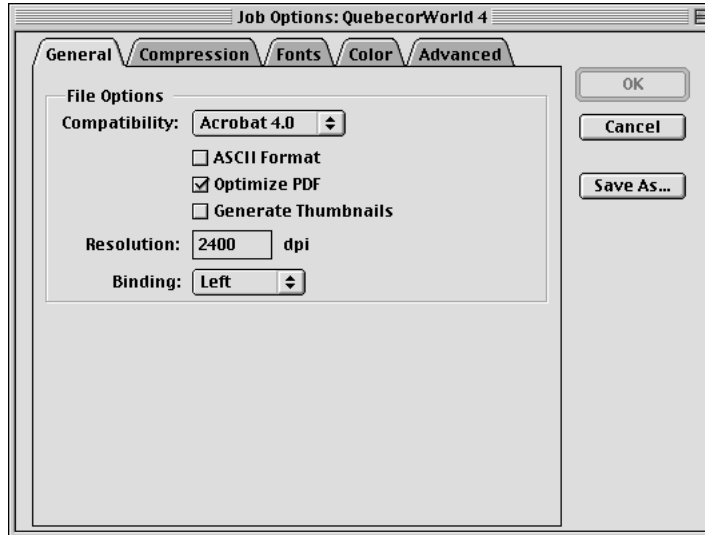 Job Options: QuebecorWorld 4
General Compression Fonts Color Advanced
File Options
Compatibility: Acrobat 4.0
ASCII Format
Optimize PDF
Generate Thumbnails
Resolution: 2400 dpi
Binding: Left
OK
Cancel
Save As...